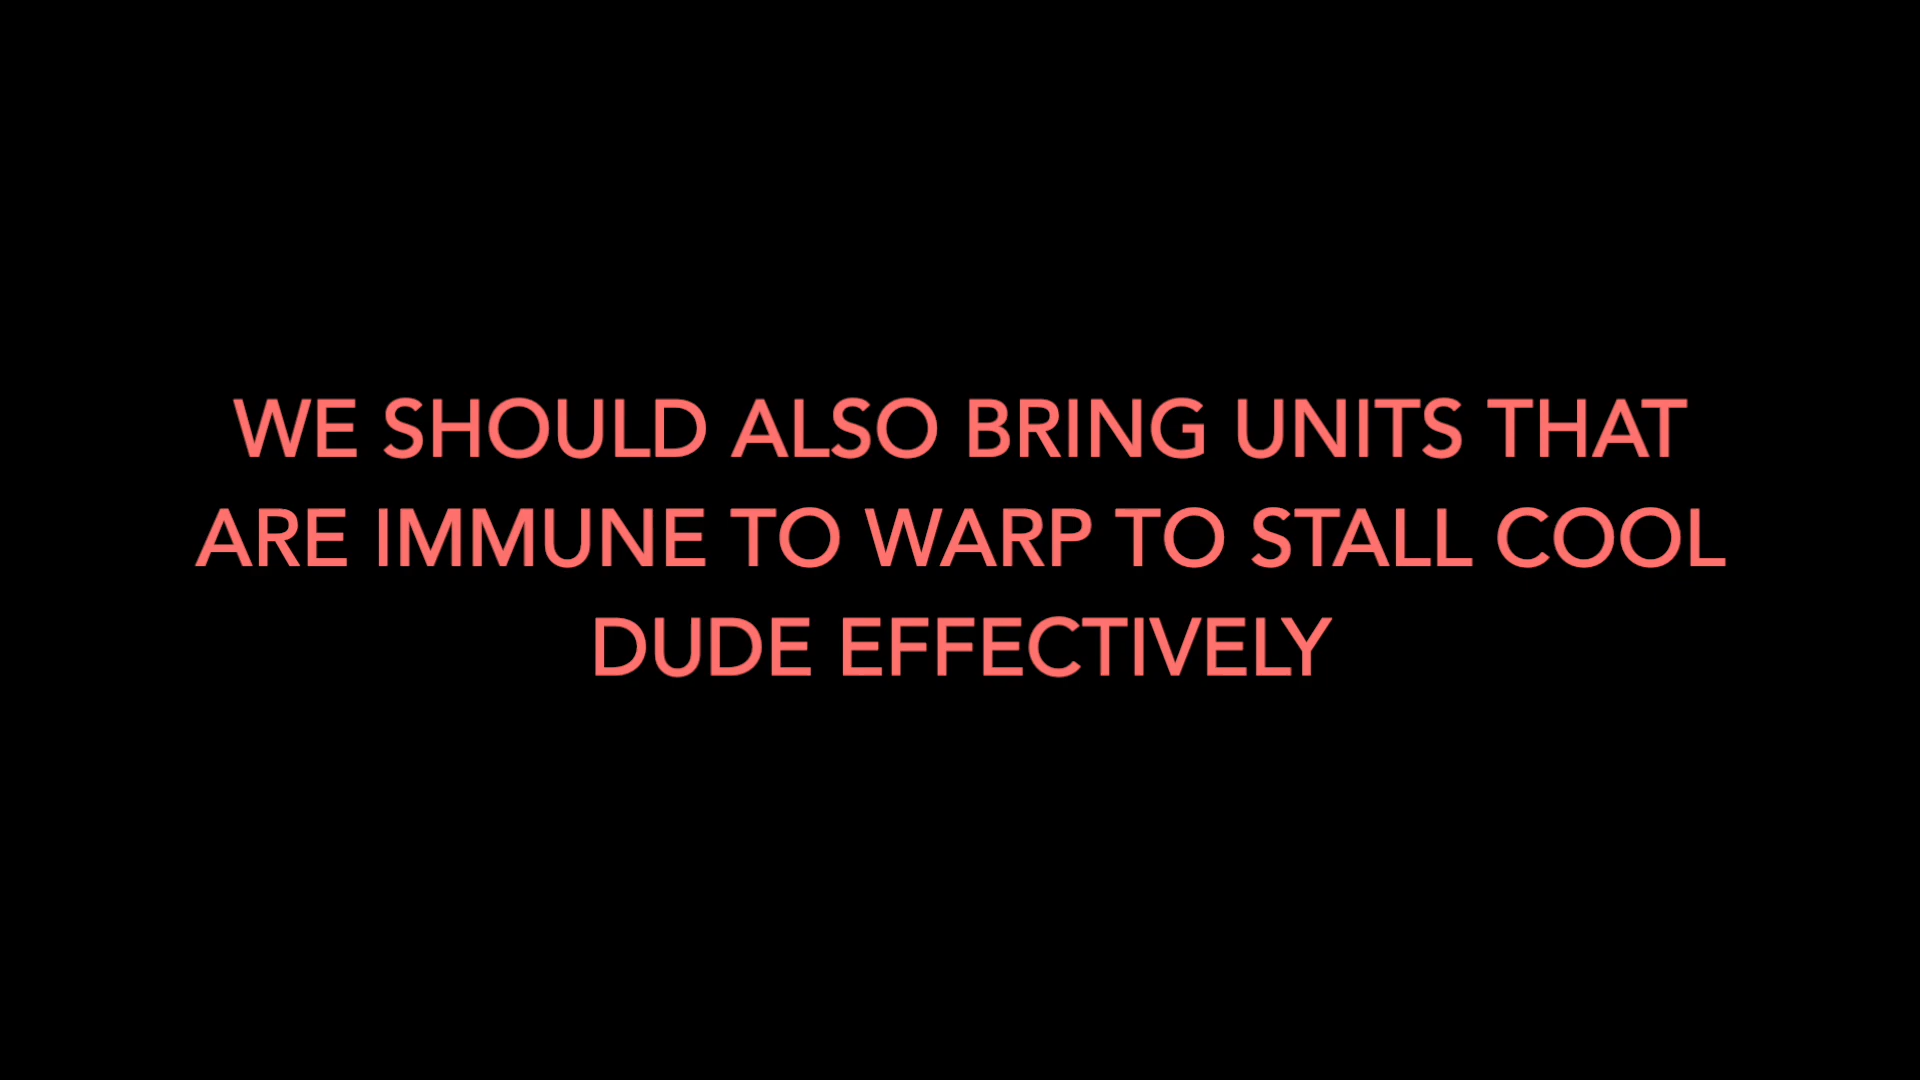 WE SHOULD ALSO BRING UNITS THAT
ARE IMMUNE TO WARP TO STALL COOL
DUDE EFFECTIVELY